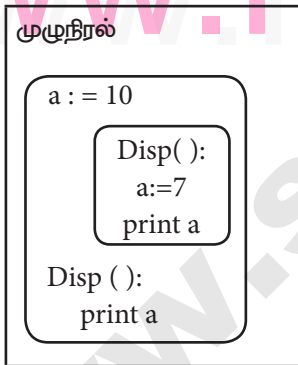 முழுநிரல்
a : = 10
Disp( ):
a:=7
print a
Disp ( ):
print a